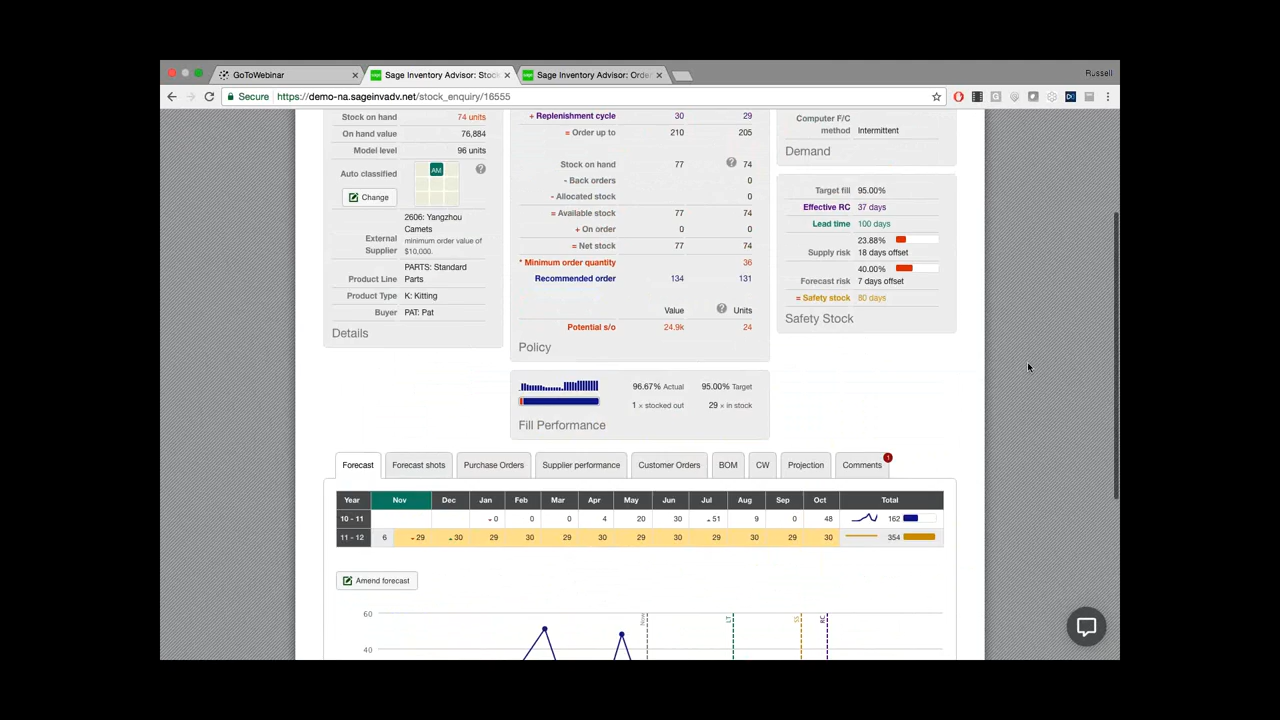 GoToWebinar
Sage Inventory Advisor: Stock
Sage Inventory Advisor: Order
Russell
Secure https://demo-na.sageinvadv.net/stock_enquiry/16555
Stock on hand 74 units
On hand value 76,884
Model level 96 units
Auto classified AM ?
Change
External Supplier 2606: Yangzhou
Camets
minimum order value of
$10,000.
Product Line PARTS: Standard
Parts
Product Type K: Kitting
Buyer PAT: Pat
Details
+ Replenishment cycle 30 29
= Order up to 210 205
Stock on hand 77 ? 74
- Back orders 0
- Allocated stock 0
= Available stock 77 74
+ On order 0 0
= Net stock 77 74
* Minimum order quantity 36
Recommended order 134 131
Value ? Units
Potential s/o 24.9k 24
Policy
96.67% Actual 95.00% Target
1 × stocked out 29 × in stock
Fill Performance
Computer F/C
method Intermittent
Demand
Target fill 95.00%
Effective RC 37 days
Lead time 100 days
23.88%
Supply risk 18 days offset
40.00%
Forecast risk 7 days offset
= Safety stock 80 days
Safety Stock
Forecast Forecast shots Purchase Orders Supplier performance Customer Orders BOM CW Projection Comments 1
Year Nov Dec Jan Feb Mar Apr May Jun Jul Aug Sep Oct Total
10 - 11 0 0 0 4 20 30 51 9 0 48 162
11 - 12 6 29 30 29 30 29 30 29 30 29 30 29 30 354
Amend forecast
60
40
Now
LT
SS
RC